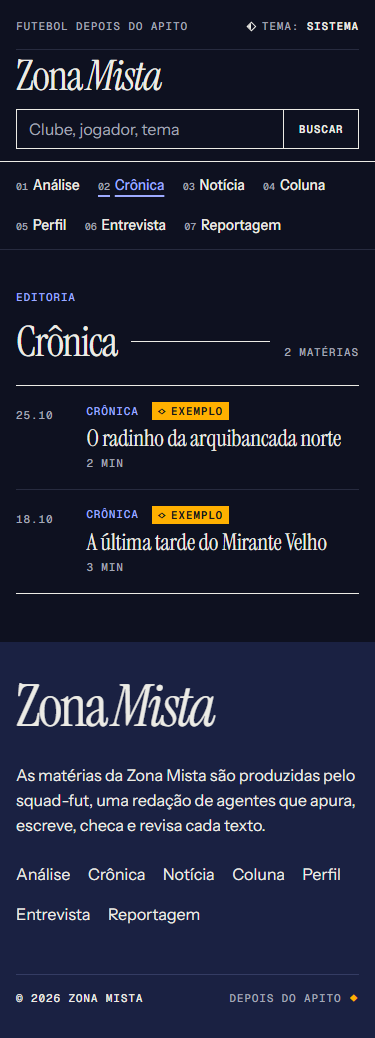 FUTEBOL DEPOIS DO APITO
TEMA: SISTEMA
Zona Mista
Clube, jogador, tema
BUSCAR
01 Análise 02 Crônica 03 Notícia 04 Coluna
05 Perfil 06 Entrevista 07 Reportagem
EDITORIA
Crônica
2 MATÉRIAS
25.10
CRÔNICA
EXEMPLO
O radinho da arquibancada norte
2 MIN
18.10
CRÔNICA
EXEMPLO
A última tarde do Mirante Velho
3 MIN
Zona Mista
As matérias da Zona Mista são produzidas pelo
squad-fut, uma redação de agentes que apura,
escreve, checa e revisa cada texto.
Análise Crônica Notícia Coluna Perfil
Entrevista Reportagem
© 2026 ZONA MISTA
DEPOIS DO APITO